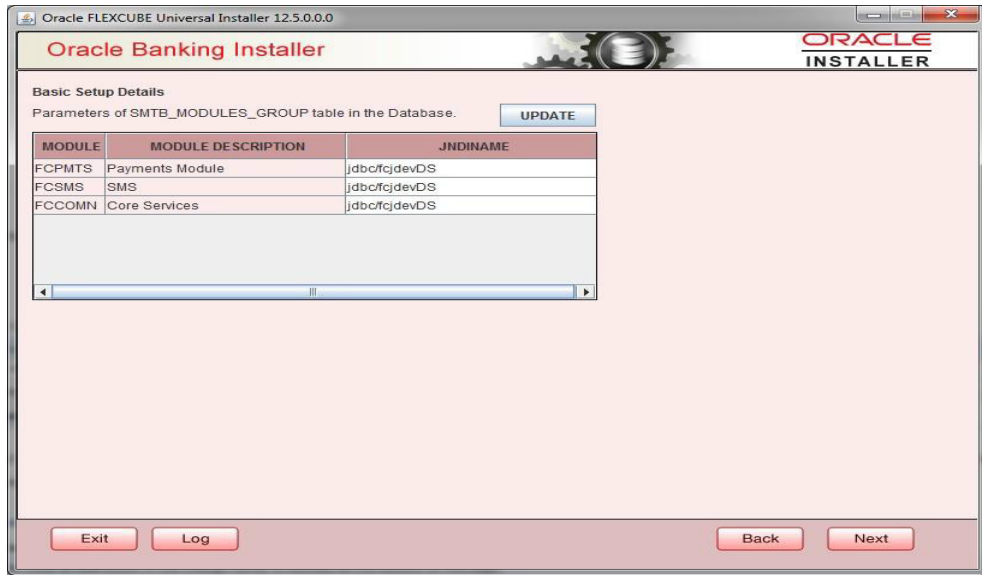 Oracle FLEXCUBE Universal Installer 12.5.0.0.0
Oracle Banking Installer
ORACLE
INSTALLER
Basic Setup Details
Parameters of SMTB_MODULES_GROUP table in the Database.
UPDATE
MODULE MODULE DESCRIPTION JNDINAME
FCPMTS Payments Module jdbc/fcjdevDS
FCSMS SMS jdbc/fcjdevDS
FCCOMN Core Services jdbc/fcjdevDS
Exit Log Back Next